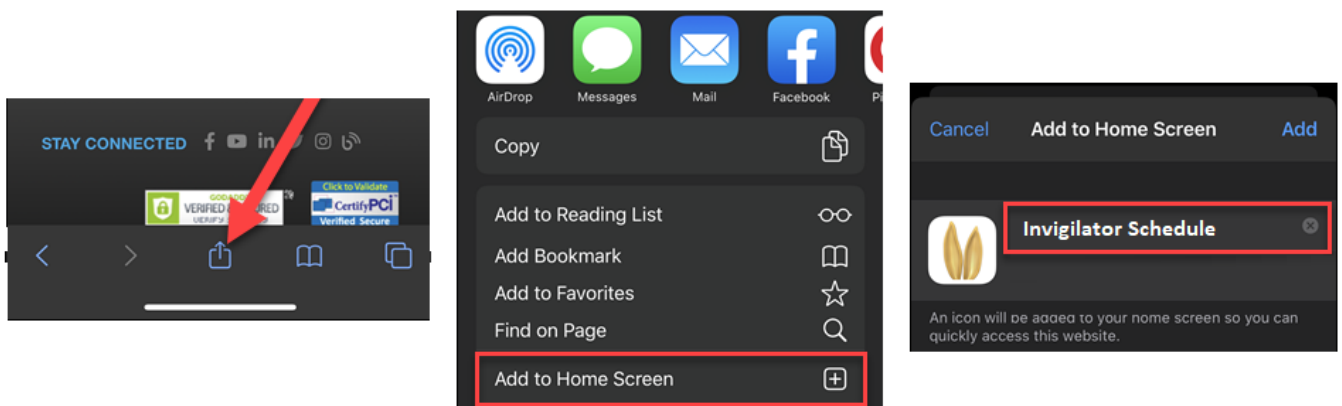 STAY CONNECTED
Click to Validate
VERIFIED
CertifyPCI
Verified Secure
AirDrop
Messages
Mail
Facebook
Pi
Copy
Add to Reading List
Add Bookmark
Add to Favorites
Find on Page
Add to Home Screen
Cancel
Add to Home Screen
Add
Invigilator Schedule
An icon will be added to your home screen so you can
quickly access this website.